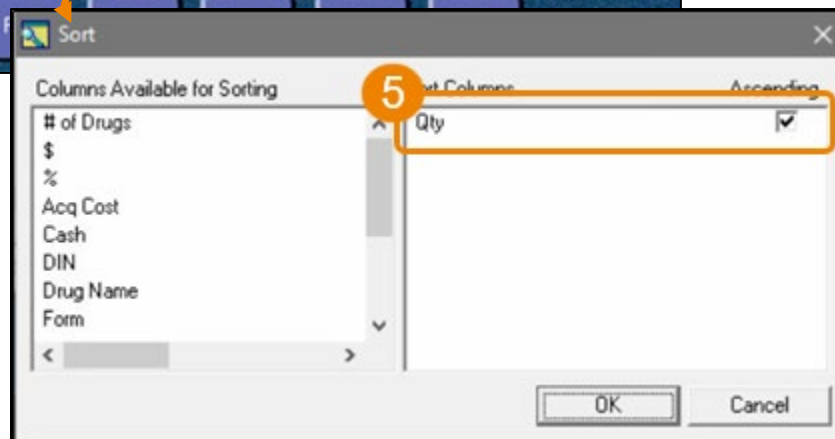 Sort
Columns Available for Sorting
5
Columns
Ascending
# of Drugs
Qty
$
%
Acq Cost
Cash
DIN
Drug Name
Form
OK
Cancel